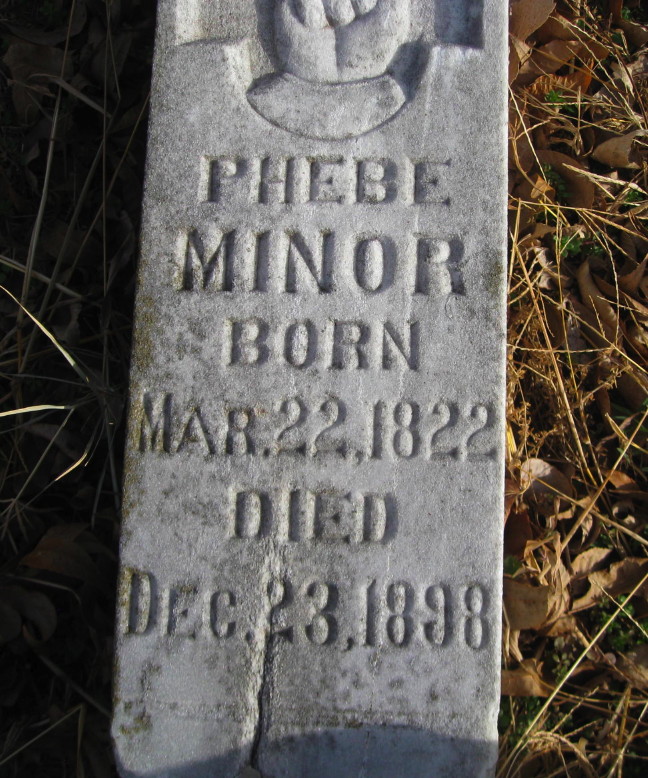 PHEBE
MINOR
BORN
MAR. 22, 1822
DIED
DEC. 23, 1898